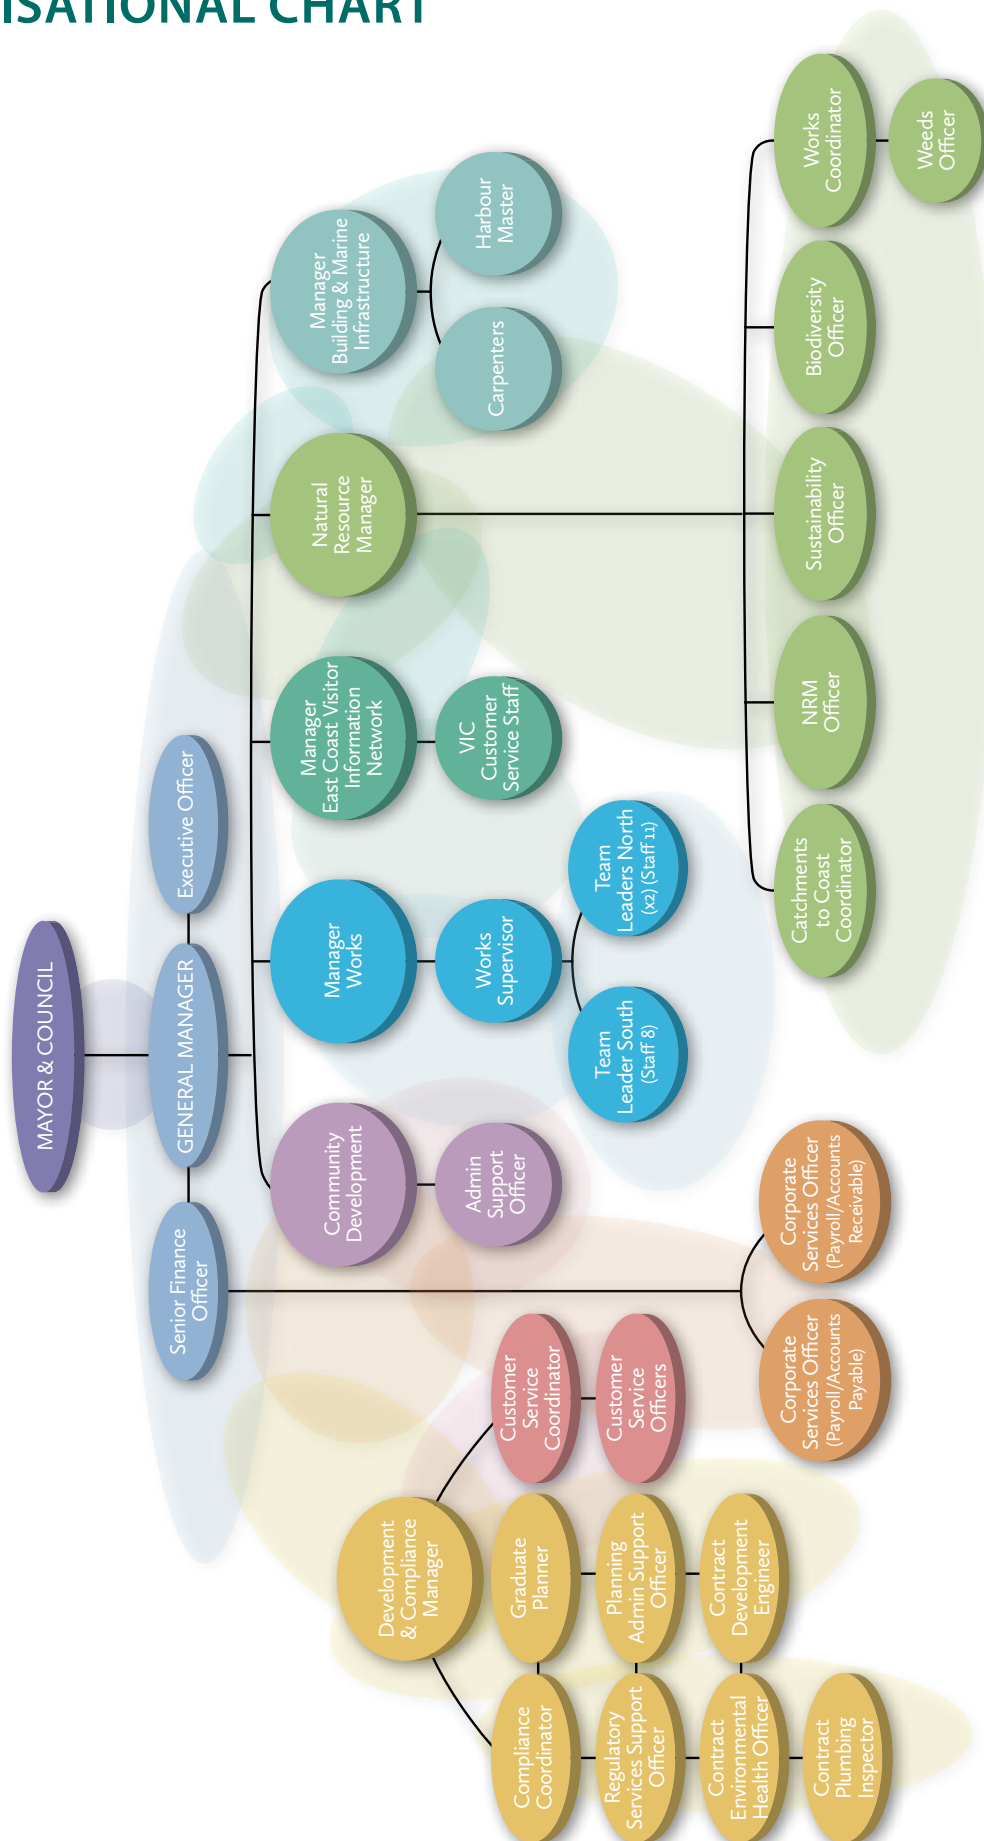 ISATIONAL CHART
MAYOR & COUNCIL
Senior Finance
Officer
GENERAL MANAGER
Executive Officer
Development
& Compliance
Manager
Community
Development
Manager
Works
Manager
East Coast Visitor
Information
Network
Natural
Resource
Manager
Manager
Building & Marine
Infrastructure
Compliance
Coordinator
Graduate
Planner
Customer
Service
Coordinator
Admin
Support
Officer
Works
Supervisor
VIC
Customer
Service Staff
Carpenters
Harbour
Master
Regulatory
Services Support
Officer
Planning
Admin Support
Officer
Customer
Service
Officers
Team
Leader South
(Staff 8)
Team
Leaders North
(x2) (Staff 11)
Contract
Environmental
Health Officer
Contract
Development
Engineer
Corporate
Services Officer
(Payroll/Accounts
Payable)
Corporate
Services Officer
(Payroll/Accounts
Receivable)
Contract
Plumbing
Inspector
Catchments
to Coast
Coordinator
NRM
Officer
Sustainability
Officer
Biodiversity
Officer
Works
Coordinator
Weeds
Officer